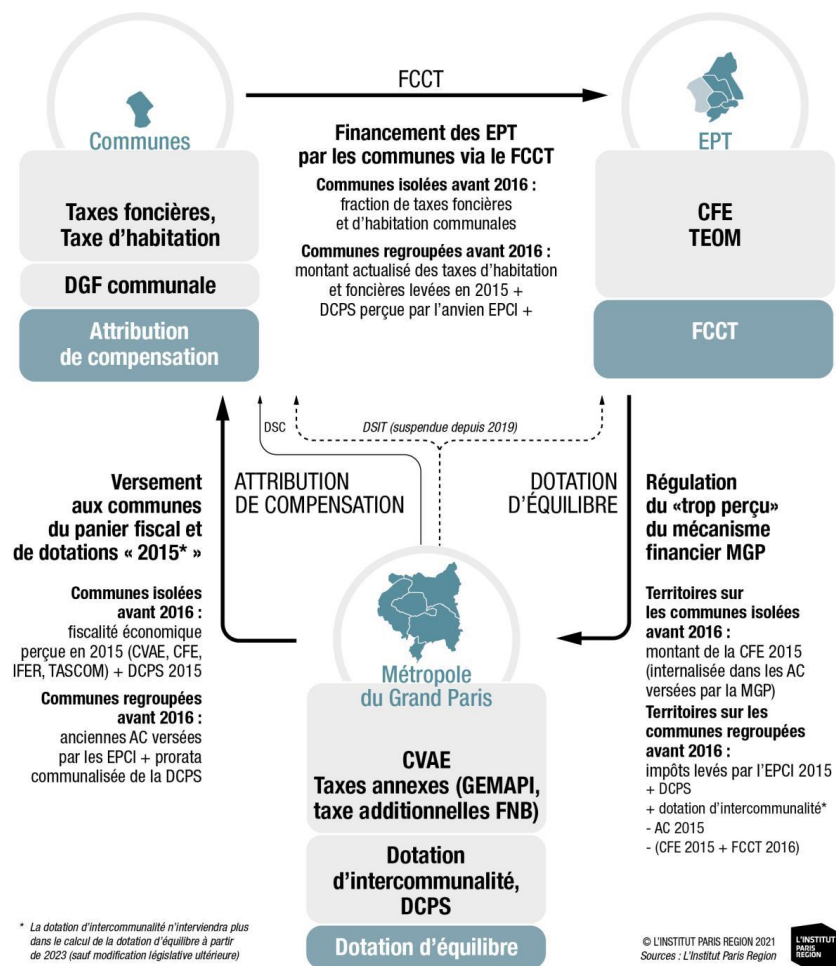 FCCT
Communes
Taxes foncières,
Taxe d'habitation
DGF communale
Attribution
de compensation
Financement des EPT
par les communes via le FCCT
Communes isolées avant 2016 :
fraction de taxes foncières
et d'habitation communales
Communes regroupées avant 2016 :
montant actualisé des taxes d'habitation
et foncières levées en 2015 +
DCPS perçue par l'anvien EPCI +
EPT
CFE
TEOM
FCCT
DSC
DSIT (suspendue depuis 2019)
Versement
aux communes
du panier fiscal et
de dotations « 2015* »
Communes isolées
avant 2016 :
fiscalité économique
perçue en 2015 (CVAE, CFE,
IFER, TASCOM) + DCPS 2015
Communes regroupées
avant 2016 :
anciennes AC versées
par les EPCI + prorata
communalisée de la DCPS
ATTRIBUTION
DE COMPENSATION
DOTATION
D'ÉQUILIBRE
Régulation
du «trop perçu»
du mécanisme
financier MGP
Territoires sur
les communes isolées
avant 2016 :
montant de la CFE 2015
(internalisée dans les AC
versées par la MGP)
Territoires sur les
communes regroupées
avant 2016 :
impôts levés par l'EPCI 2015
+ DCPS
+ dotation d'intercommunalité*
- AC 2015
- (CFE 2015 + FCCT 2016)
Métropole
du Grand Paris
CVAE
Taxes annexes (GEMAPI,
taxe additionnelles FNB)
Dotation
d'intercommunalité,
DCPS
Dotation d'équilibre
* La dotation d'intercommunalité n'interviendra plus
dans le calcul de la dotation d'équilibre à partir
de 2023 (sauf modification législative ultérieure)
© L'INSTITUT PARIS REGION 2021
Sources : L'Institut Paris Region
L'INSTITUT
PARIS
REGION